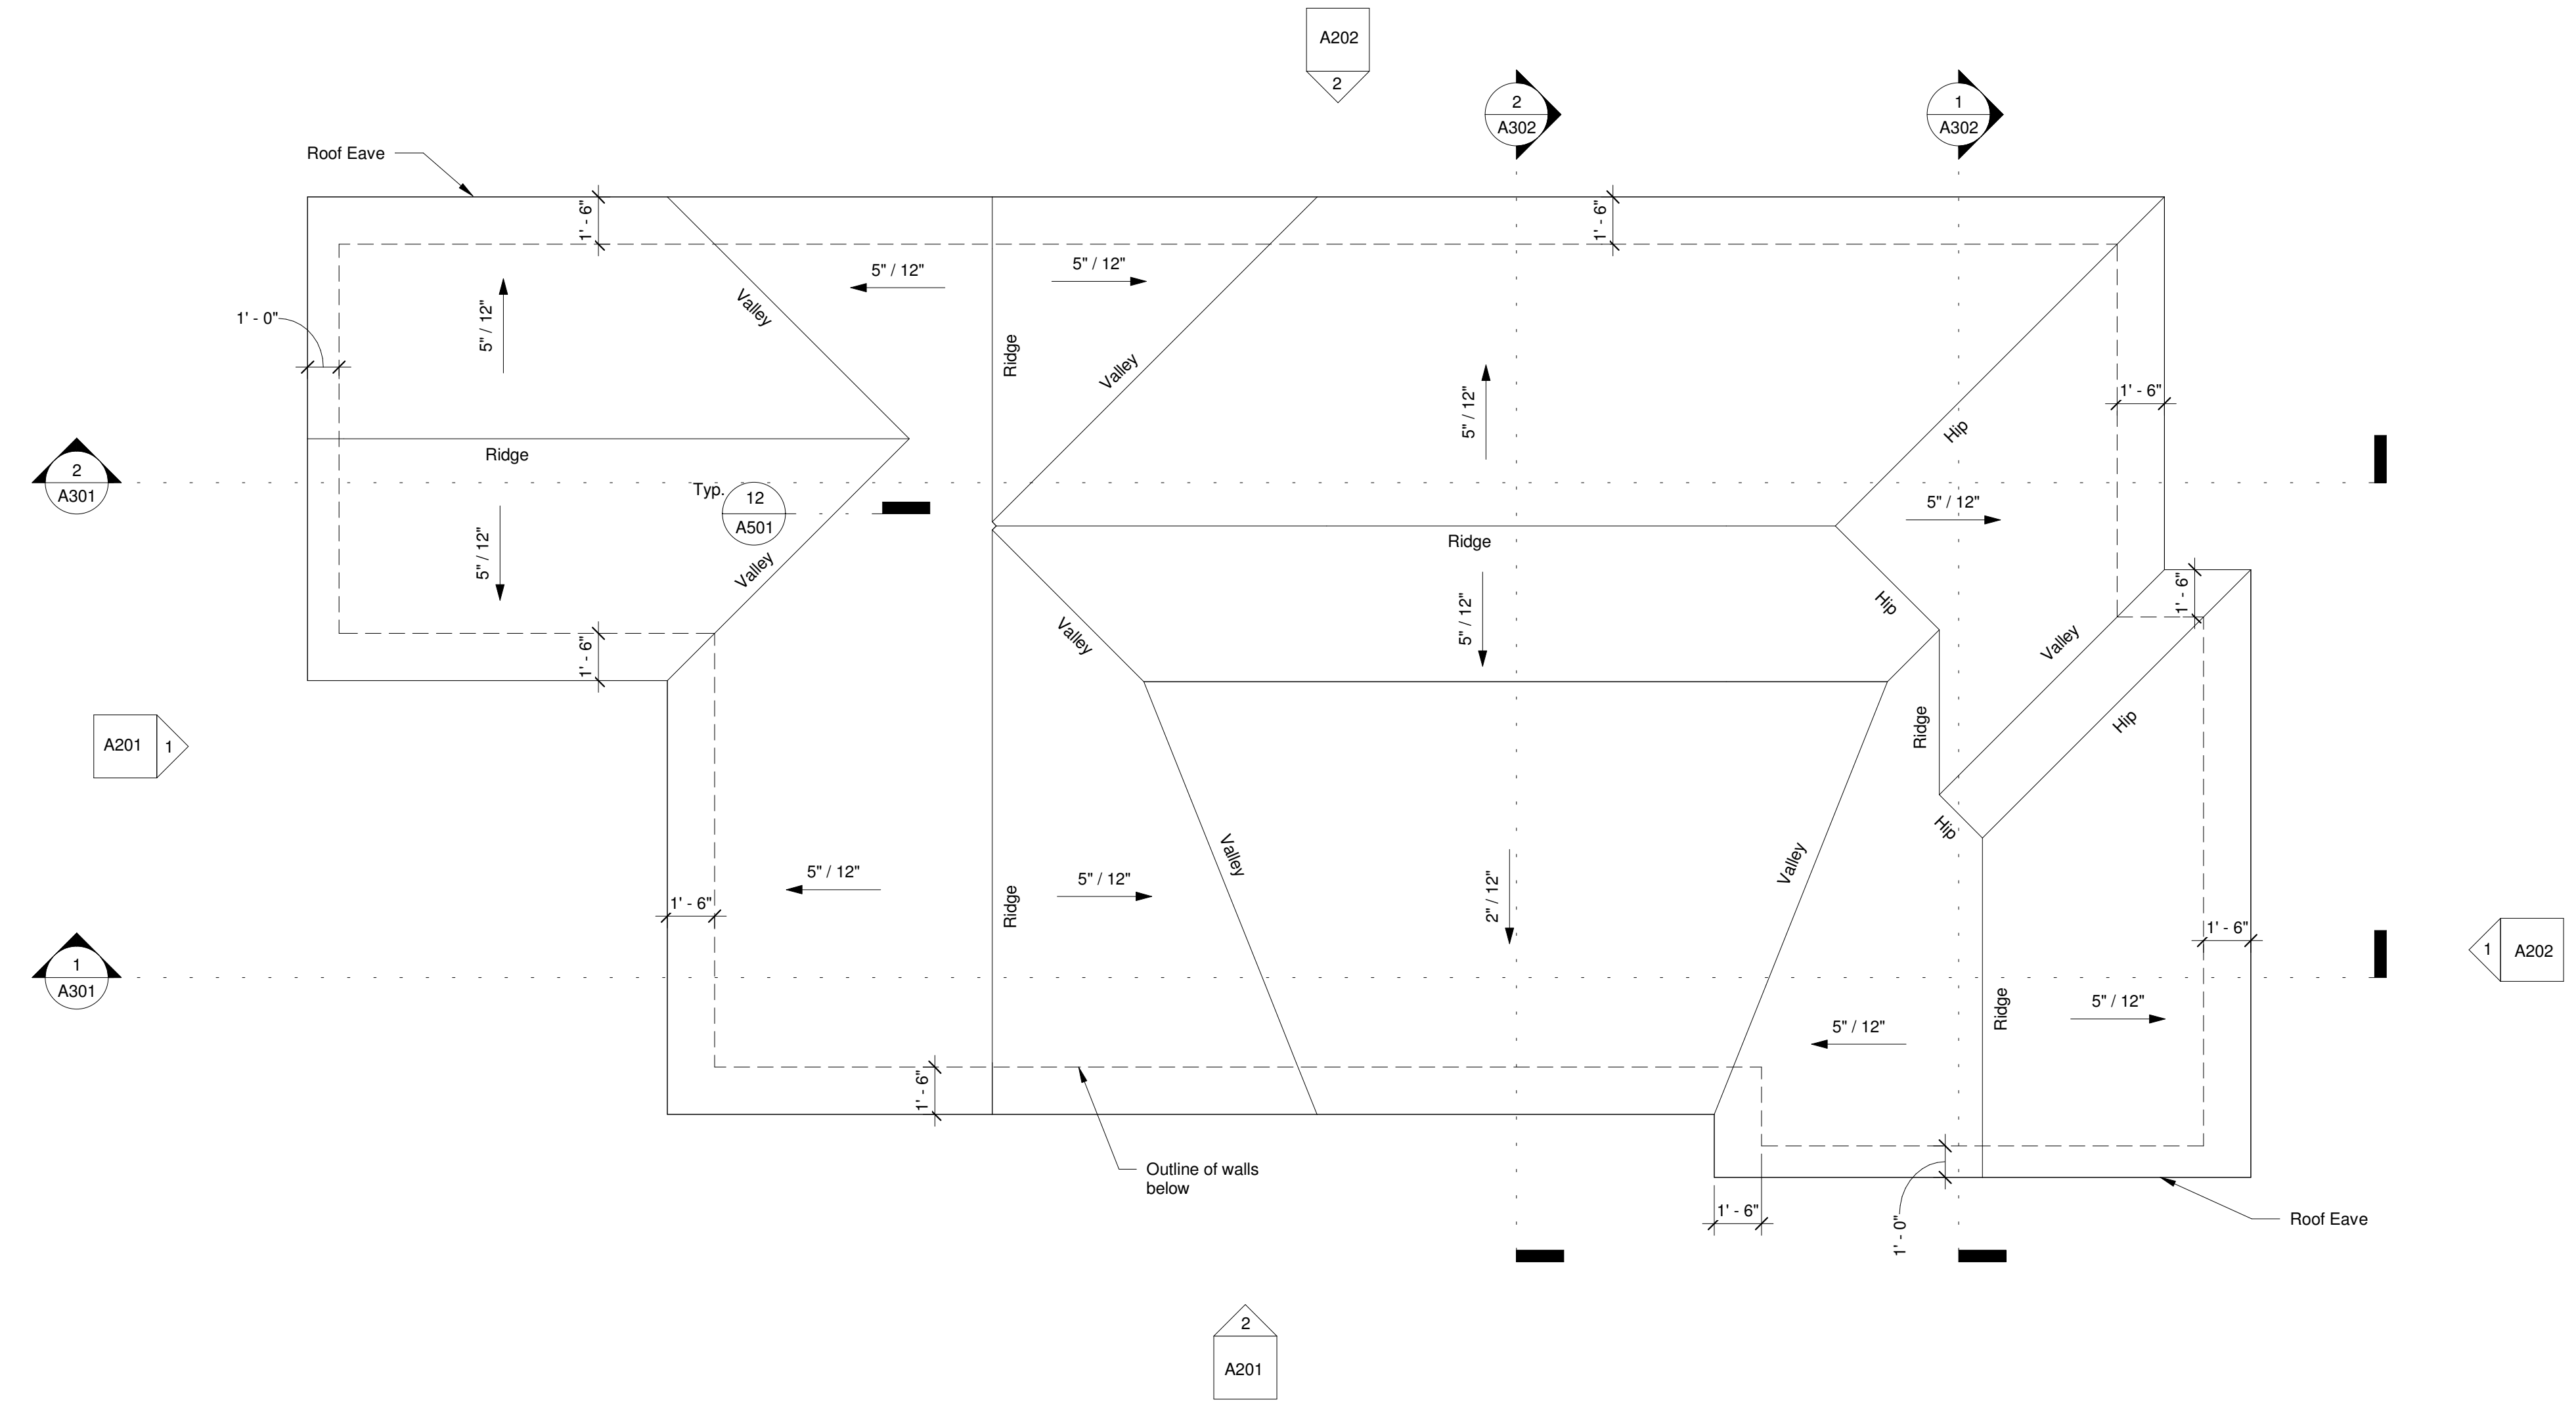 A202
2
2
A302
1
A302
Roof Eave
1' - 6"
1' - 6"
5" / 12"
5" / 12"
Valley
1' - 0"
5" / 12"
Ridge
Valley
5" / 12"
1' - 6"
Hip
Ridge
2
A301
Typ.
12
A501
5" / 12"
Ridge
5" / 12"
Valley
1' - 6"
Valley
5" / 12"
Hip
1' - 6"
Valley
A201
1
Ridge
Hip
Valley
Hip
Valley
5" / 12"
5" / 12"
2" / 12"
Ridge
1' - 6"
1' - 6"
1
A202
1
A301
5" / 12"
Ridge
5" / 12"
1' - 6"
Outline of walls
below
1' - 6"
1' - 0"
Roof Eave
2
A201